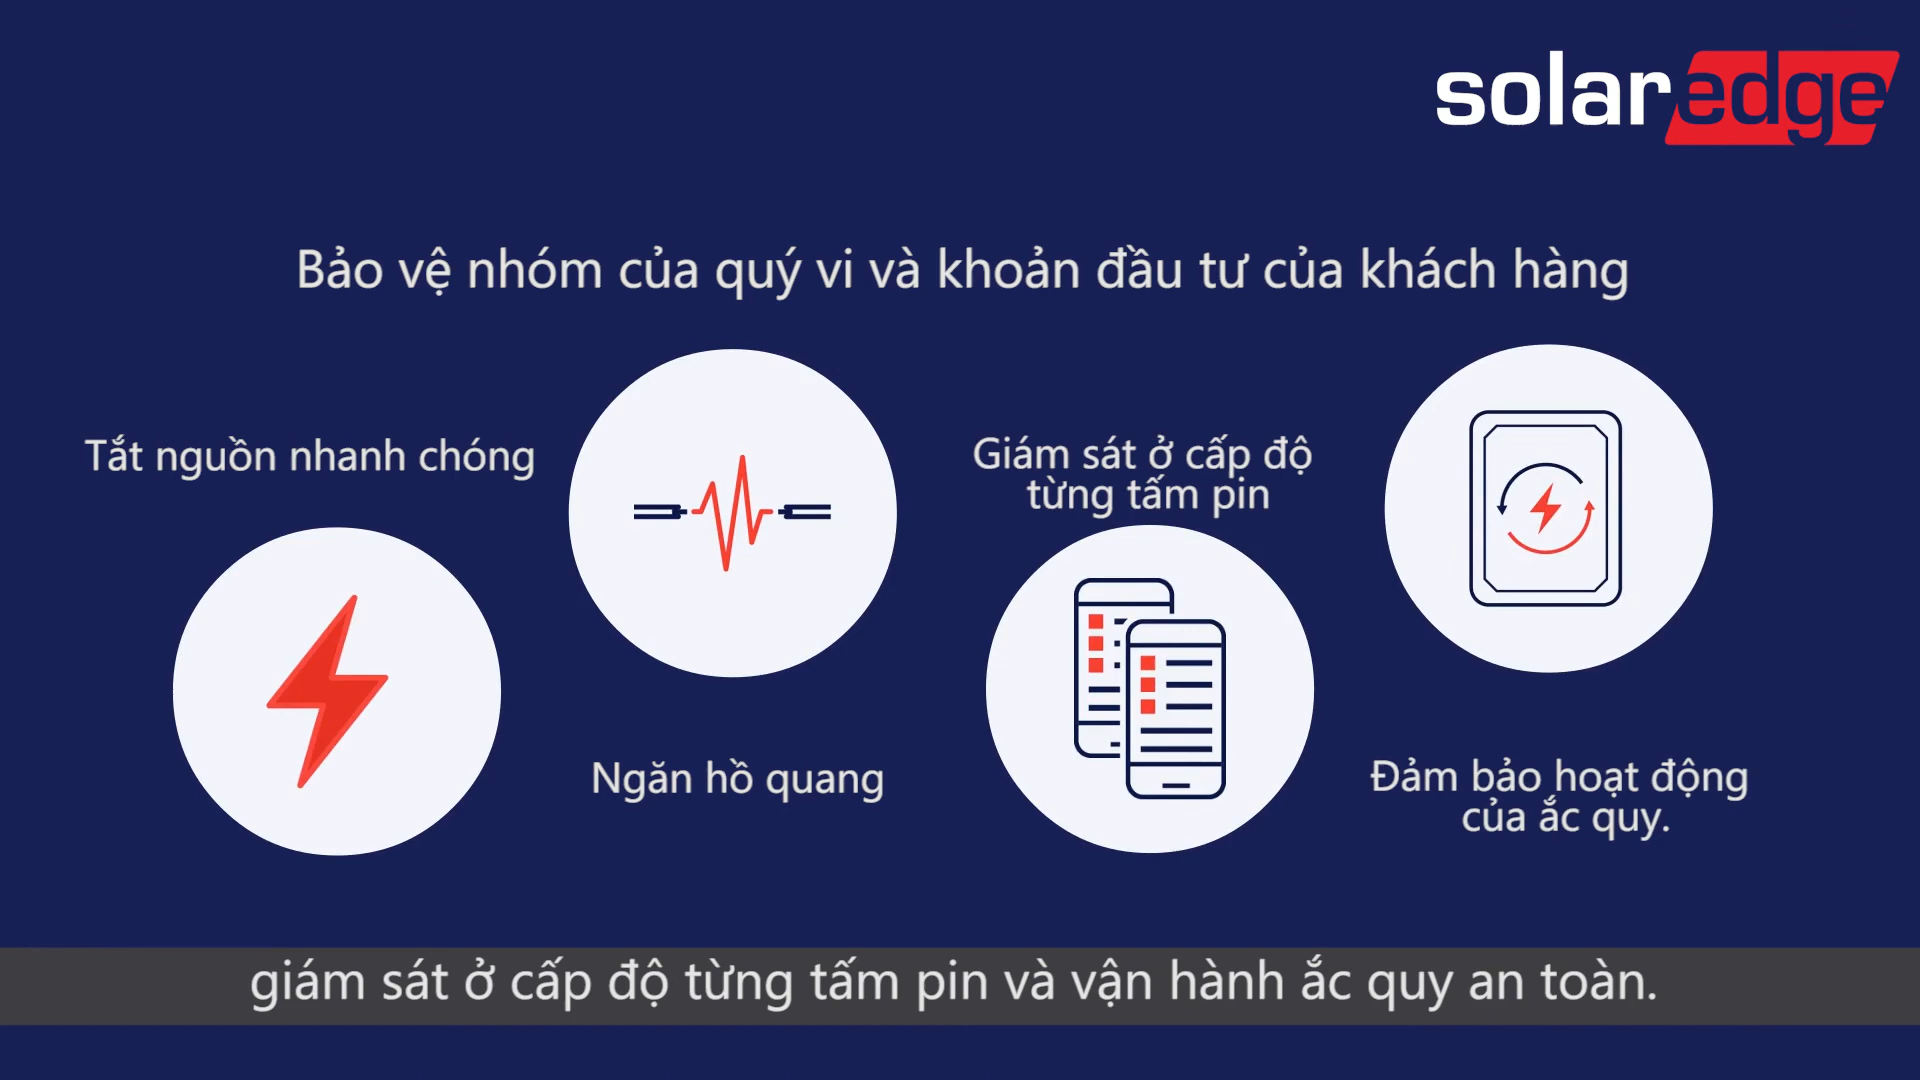 solaredge
Bảo vệ nhóm của quý vi và khoản đầu tư của khách hàng
Tắt nguồn nhanh chóng
Ngăn hồ quang
Giám sát ở cấp độ
từng tấm pin
Đảm bảo hoạt động
của ắc quy.
giám sát ở cấp độ từng tấm pin và vận hành ắc quy an toàn.